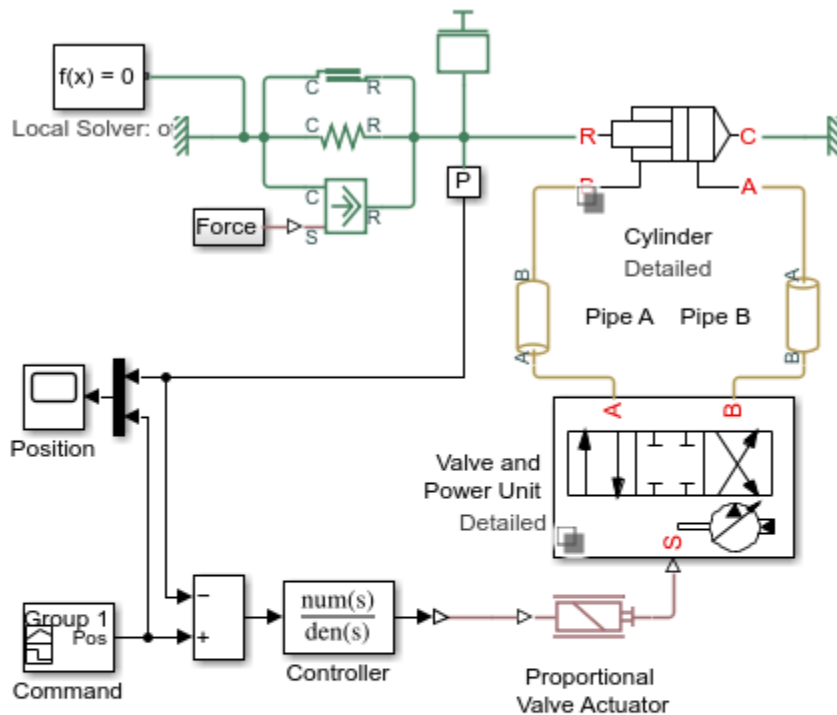 f(x) = 0
Local Solver: o
C
R
C
R
C
R
S
Force
P
R
C
A
Cylinder
Detailed
B
A
A
B
Pipe A
Pipe B
A
B
S
Valve and
Power Unit
Detailed
Position
Group 1
Pos
Command
−
+
num(s)
den(s)
Controller
Proportional
Valve Actuator